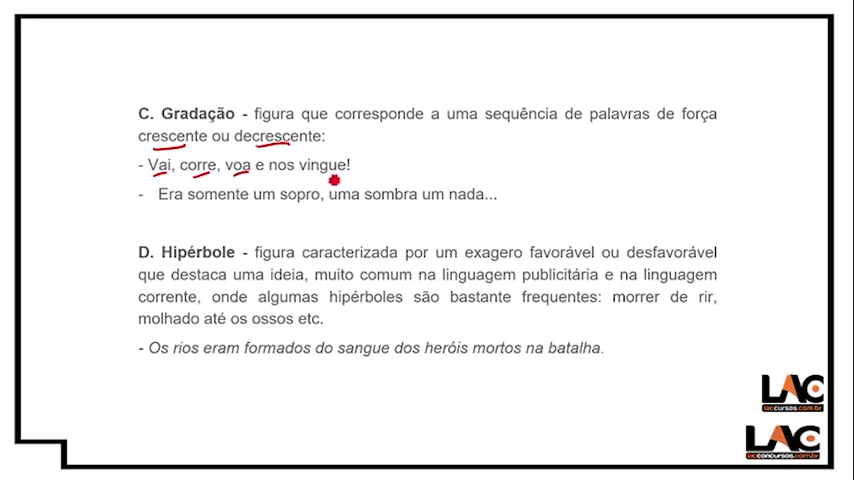 C. Gradação - figura que corresponde a uma sequência de palavras de força
crescente ou decrescente:
- Vai, corre, voa e nos vingue!
- Era somente um sopro, uma sombra um nada...
D. Hipérbole - figura caracterizada por um exagero favorável ou desfavorável
que destaca uma ideia, muito comum na linguagem publicitária e na linguagem
corrente, onde algumas hipérboles são bastante frequentes: morrer de rir,
molhado até os ossos etc.
- Os rios eram formados do sangue dos heróis mortos na batalha.
LAC
laccursos.com.br
LAC
lacconcursos.com.br